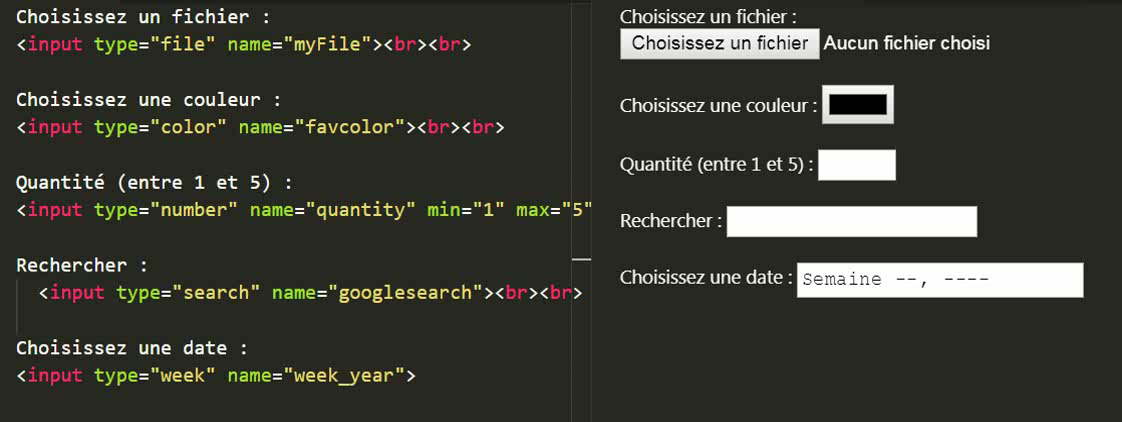 Choisissez un fichier :
<input type="file" name="myFile"><br><br>
Choisissez une couleur :
<input type="color" name="favcolor"><br><br>
Quantité (entre 1 et 5) :
<input type="number" name="quantity" min="1" max="5"
Rechercher :
<input type="search" name="googlesearch"><br><br>
Choisissez une date :
<input type="week" name="week_year">
Choisissez un fichier :
Choisissez un fichier Aucun fichier choisi
Choisissez une couleur :
Quantité (entre 1 et 5) :
Rechercher :
Choisissez une date : Semaine --, ----